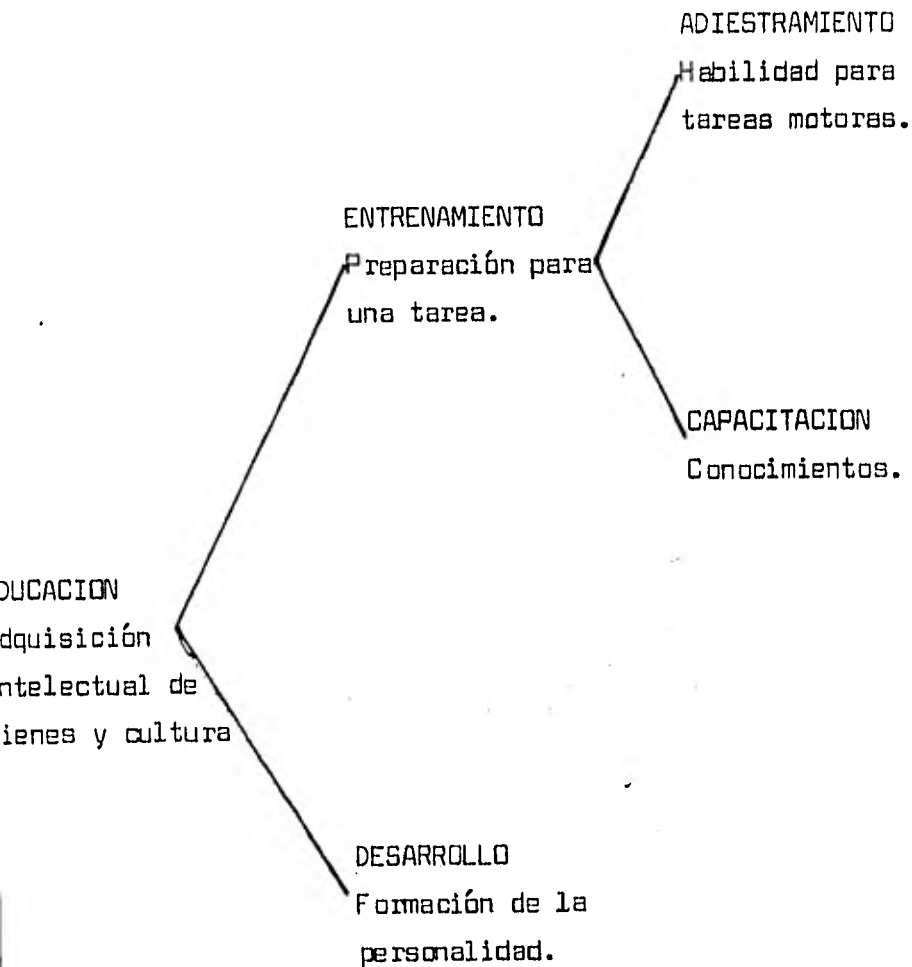 ADIESTRAMIENTO
Habilidad para
tareas motoras.
ENTRENAMIENTO
Preparación para
una tarea.
CAPACITACION
Conocimientos.
DUCACION
dquisición
ntelectual de
ienes y cultura
DESARROLLO
Formación de la
personalidad.